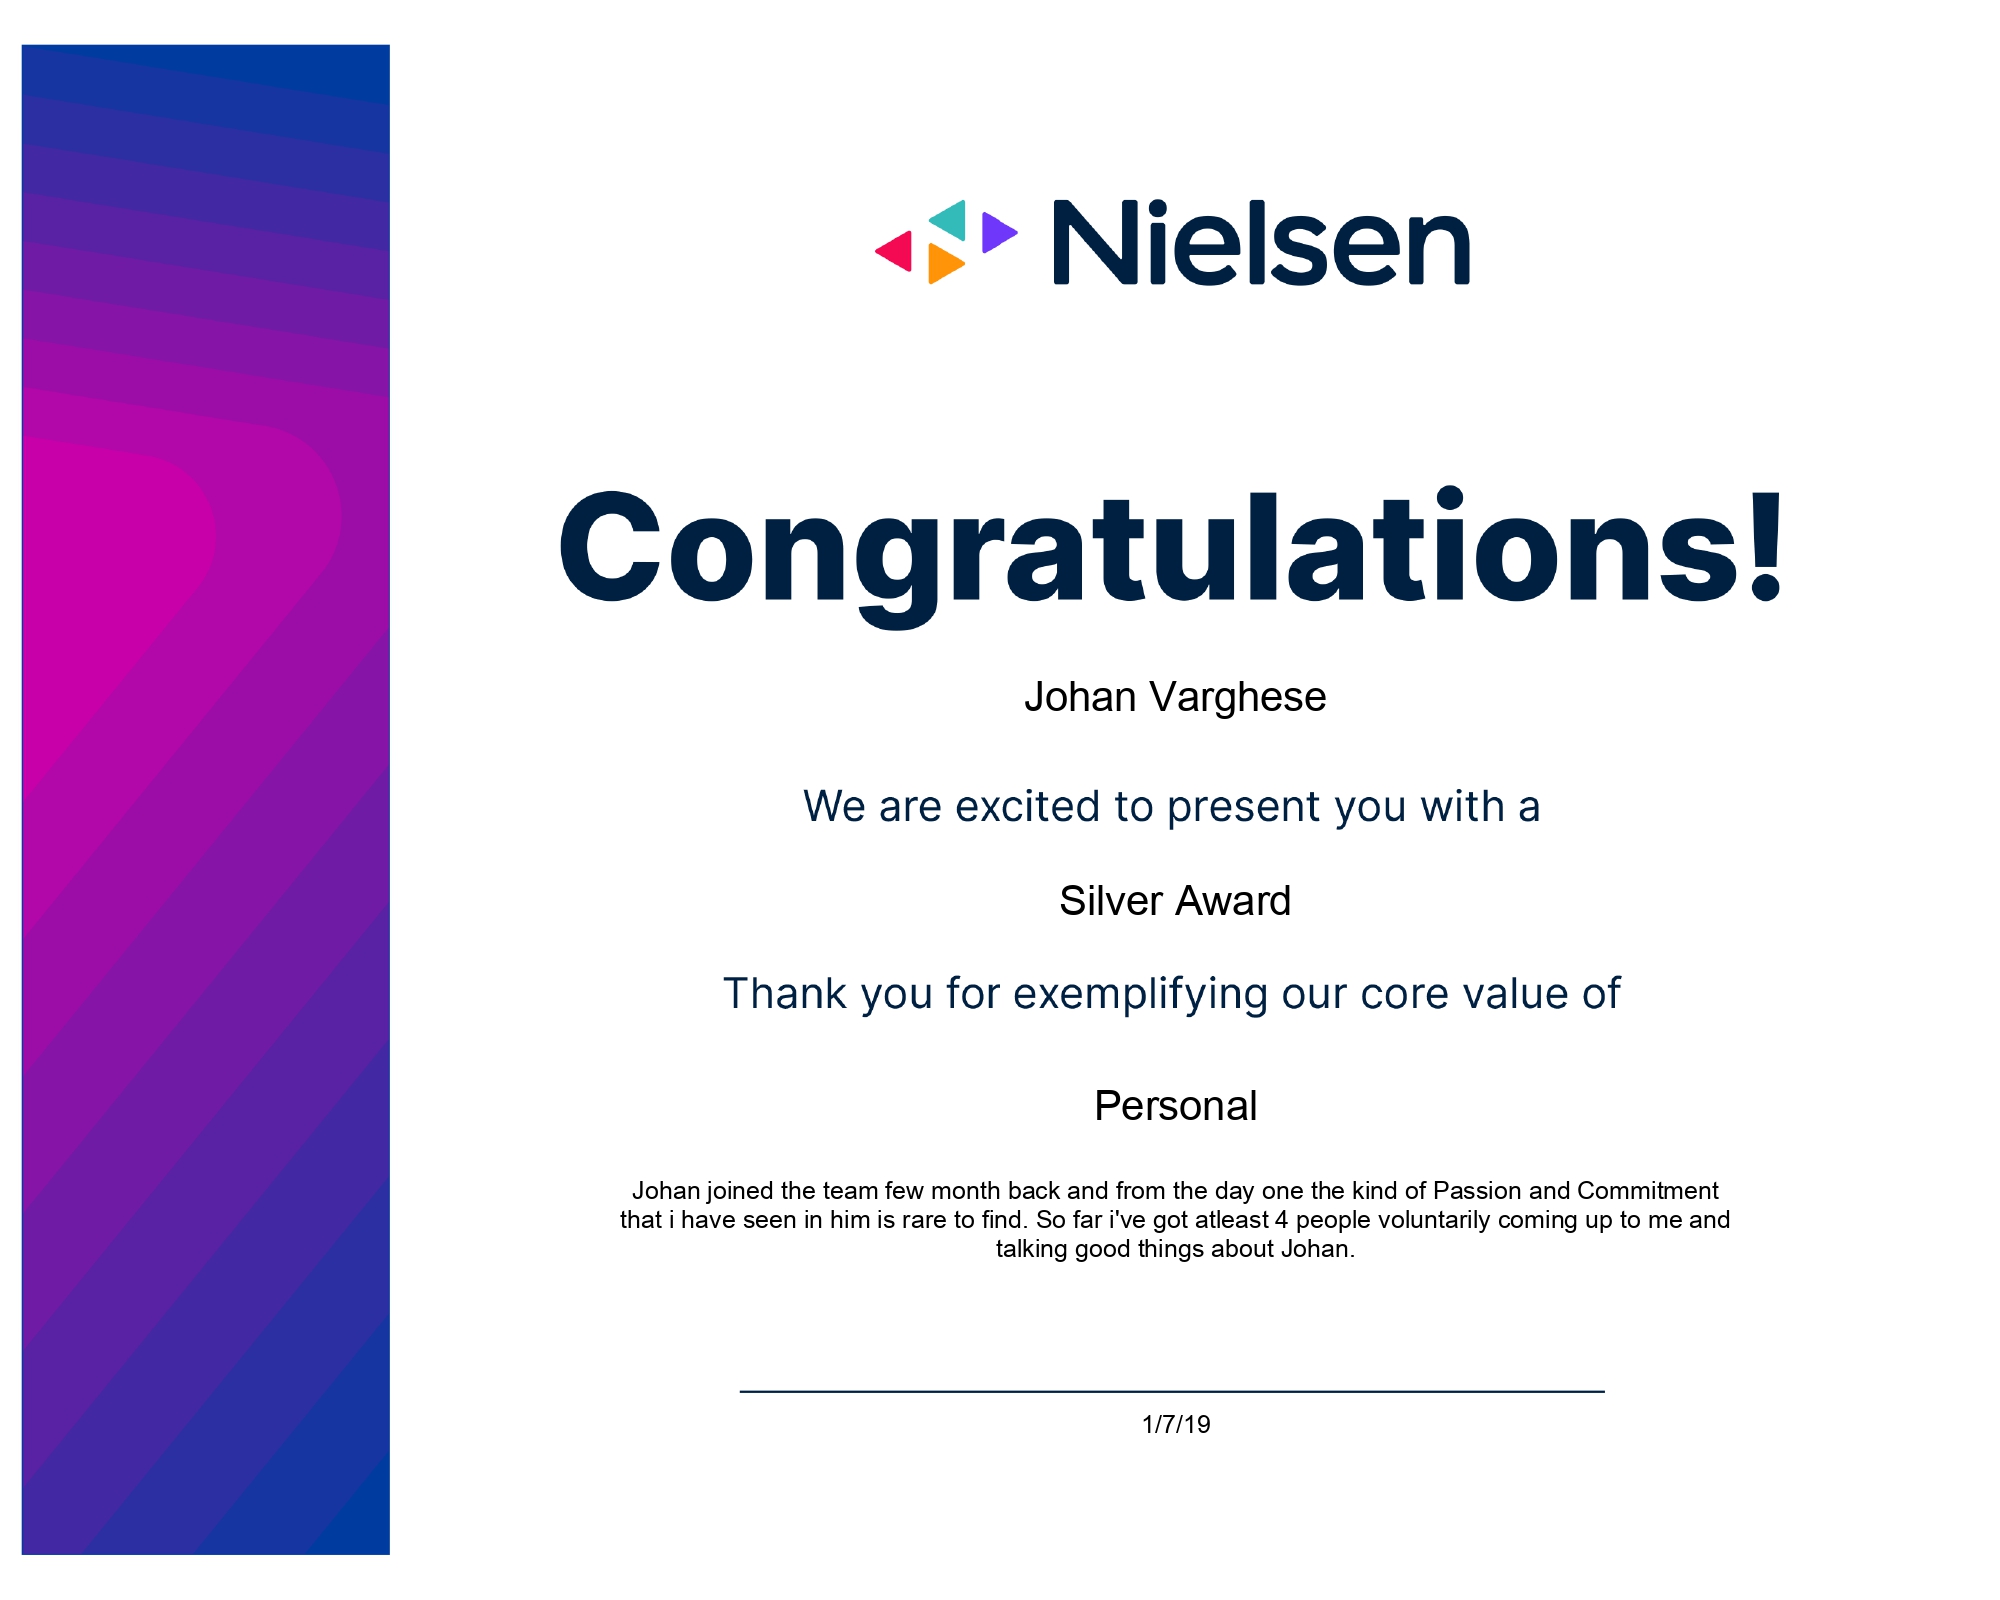 Nielsen
Congratulations!
Johan Varghese
We are excited to present you with a
Silver Award
Thank you for exemplifying our core value of
Personal
Johan joined the team few month back and from the day one the kind of Passion and Commitment
that i have seen in him is rare to find. So far i've got atleast 4 people voluntarily coming up to me and
talking good things about Johan.
1/7/19